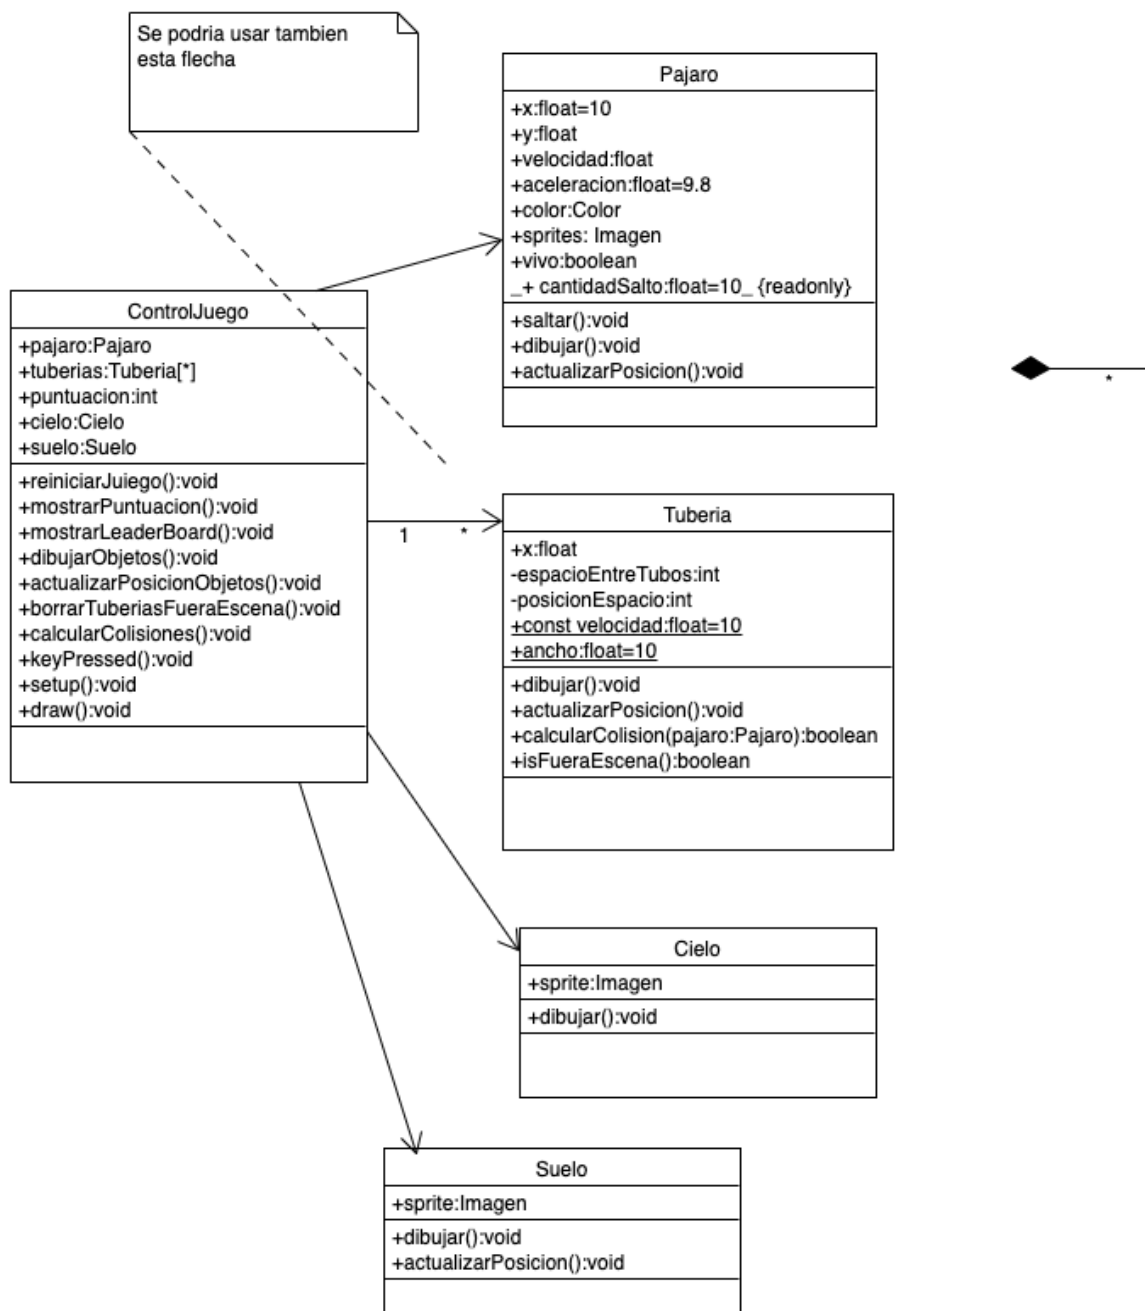 Se podria usar tambien
esta flecha
Pajaro
+x:float=10
+y:float
+velocidad:float
+aceleracion:float=9.8
+color:Color
+sprites: Imagen
+vivo:boolean
_+ cantidadSalto:float=10_ {readonly}
+saltar():void
+dibujar():void
+actualizarPosicion():void
ControlJuego
+pajaro:Pajaro
+tuberias:Tuberia[*]
+puntuacion:int
+cielo:Cielo
+suelo:Suelo
+reiniciarJuiego():void
+mostrarPuntuacion():void
+mostrarLeaderBoard():void
+dibujarObjetos():void
+actualizarPosicionObjetos():void
+borrarTuberiasFueraEscena():void
+calcularColisiones():void
+keyPressed():void
+setup():void
+draw():void
*
1 *
Tuberia
+x:float
-espacioEntreTubos:int
-posicionEspacio:int
+const velocidad:float=10
+ancho:float=10
+dibujar():void
+actualizarPosicion():void
+calcularColision(pajaro:Pajaro):boolean
+isFueraEscena():boolean
Cielo
+sprite:Imagen
+dibujar():void
Suelo
+sprite:Imagen
+dibujar():void
+actualizarPosicion():void